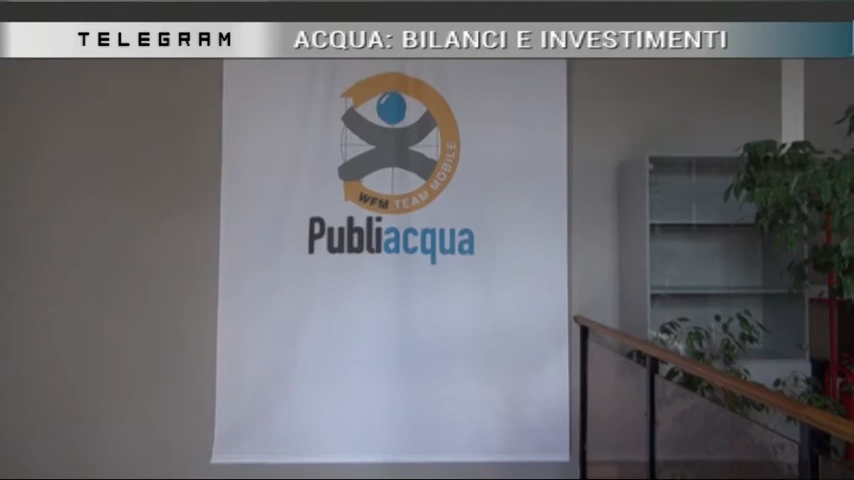 TELEGRAM ACQUA: BILANCI E INVESTIMENTI
WFM TEAM MOBILE
Publiacqua